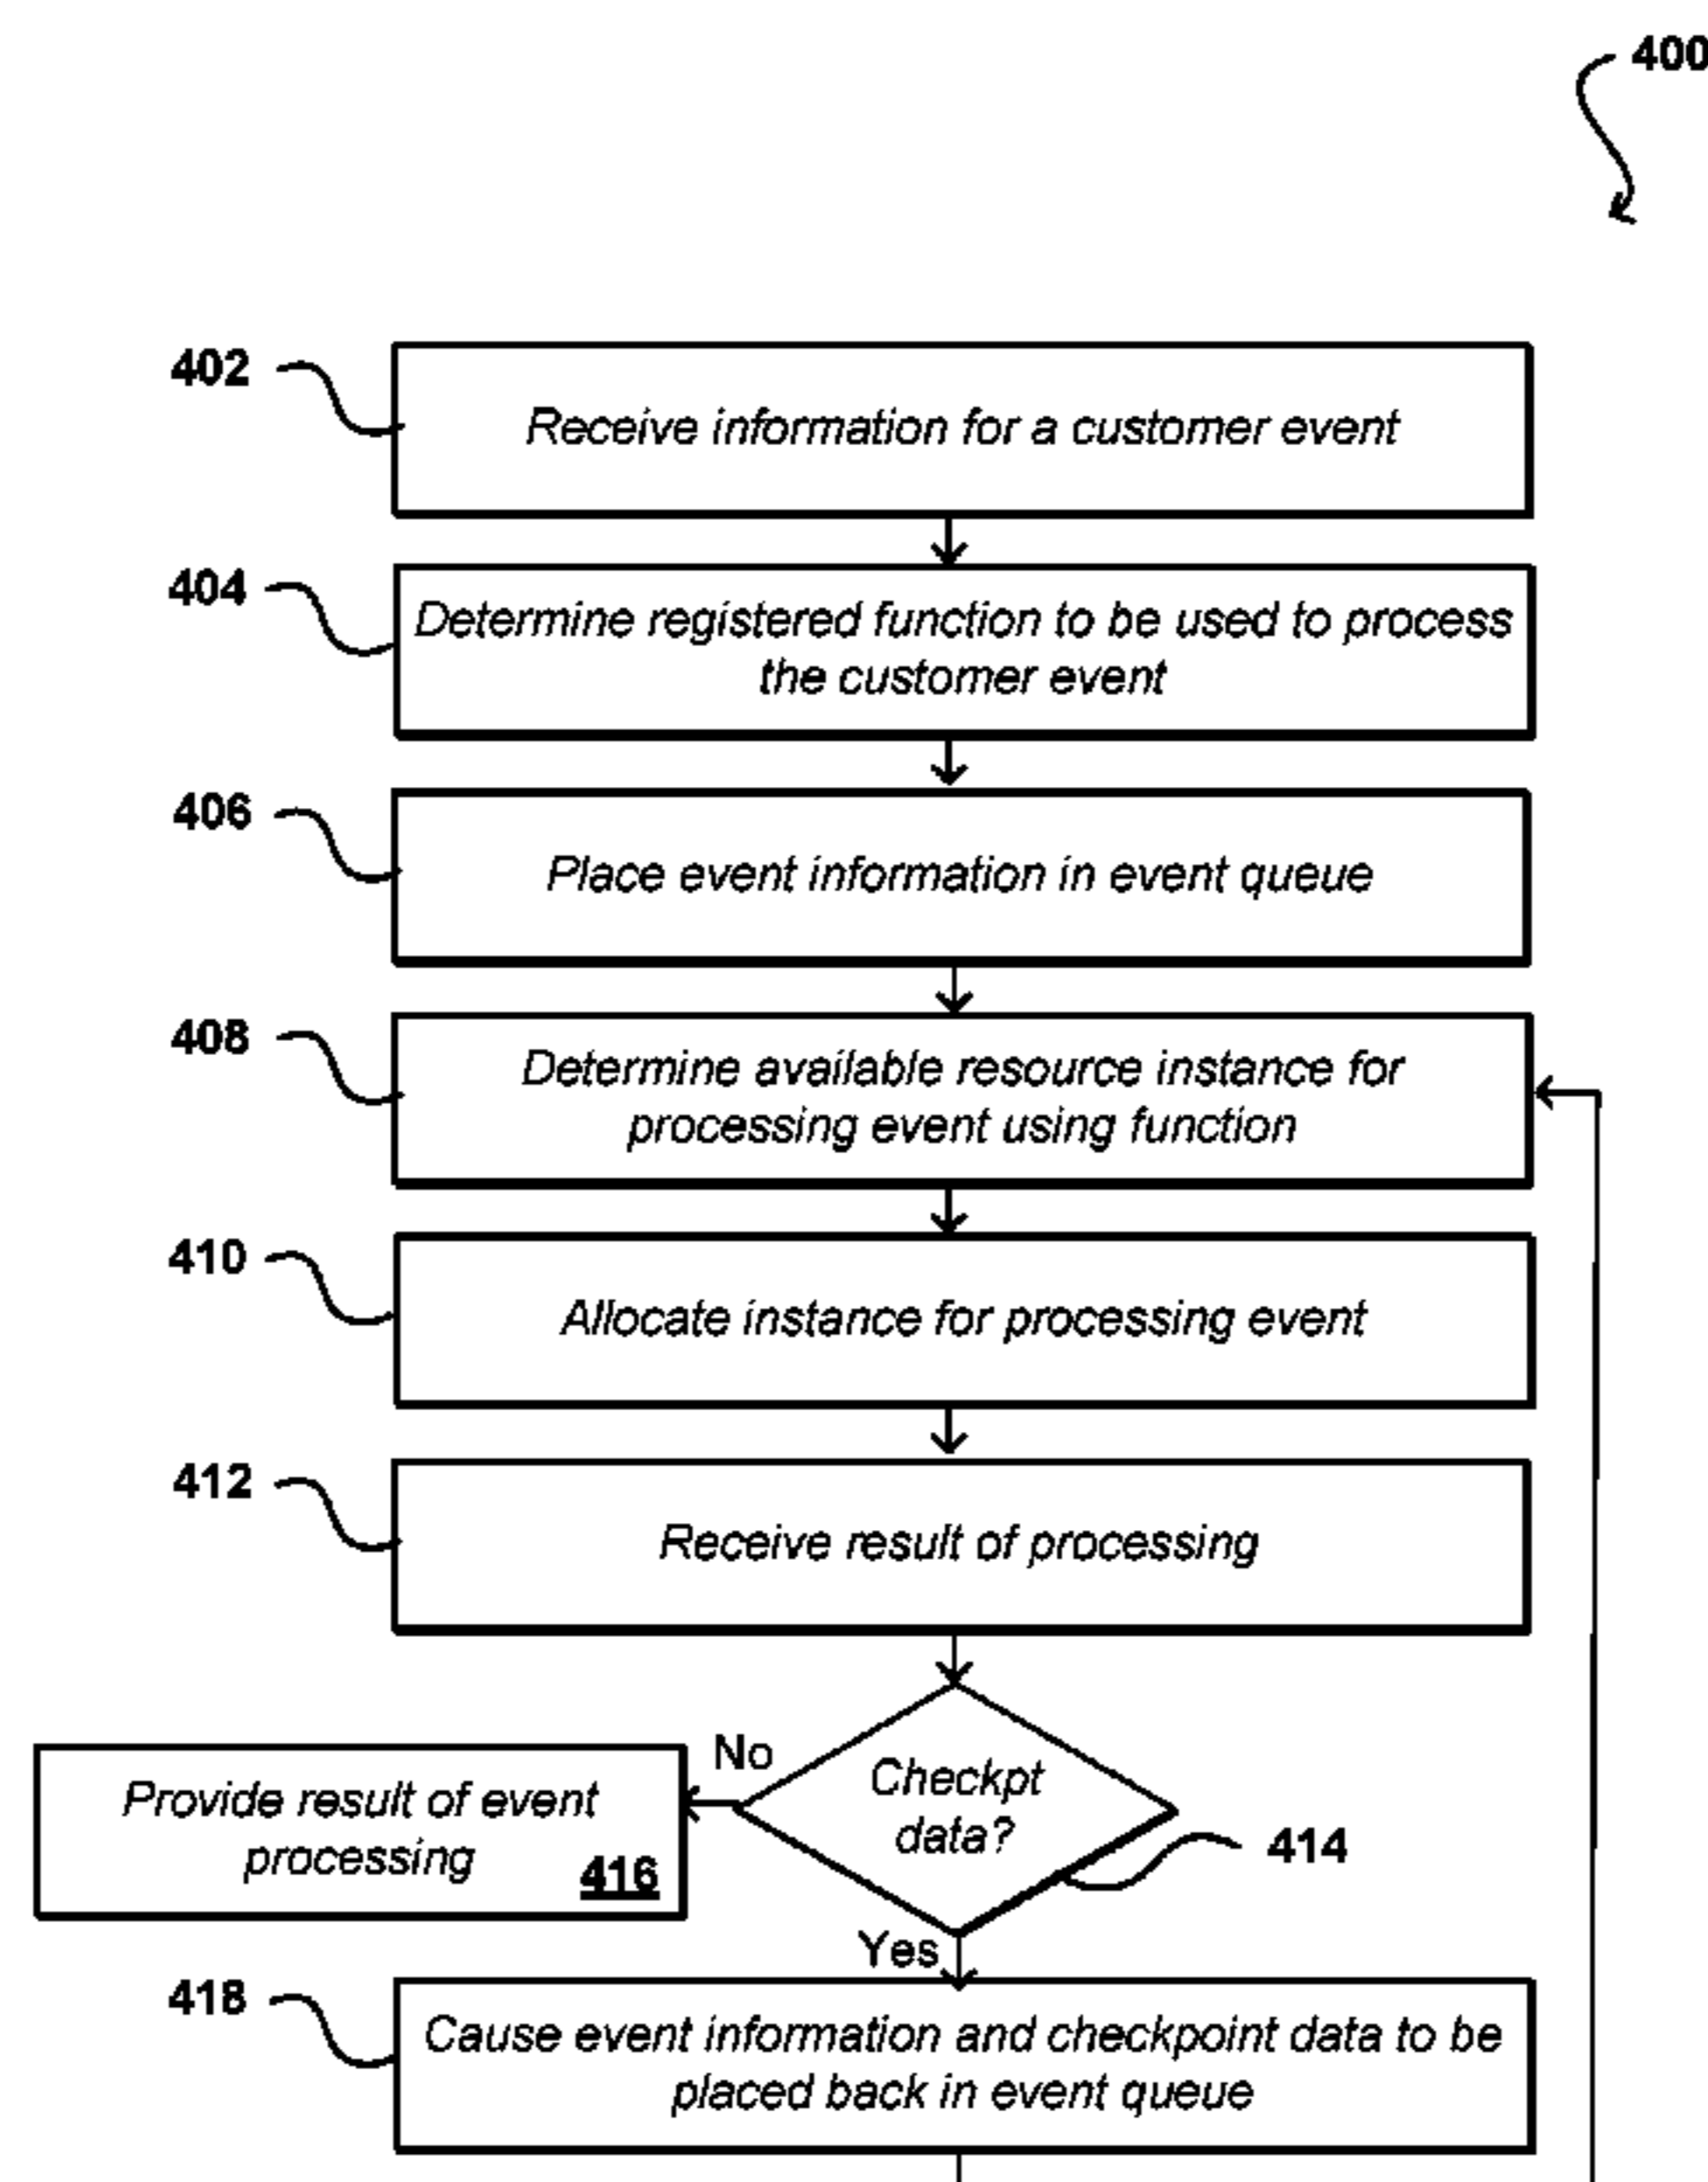 400
402
Receive information for a customer event
404
Determine registered function to be used to process
the customer event
406
Place event information in event queue
408
Determine available resource instance for
processing event using function
410
Allocate instance for processing event
412
Receive result of processing
No
Checkpt
data?
Provide result of event
processing
416
414
Yes
418
Cause event information and checkpoint data to be
placed back in event queue